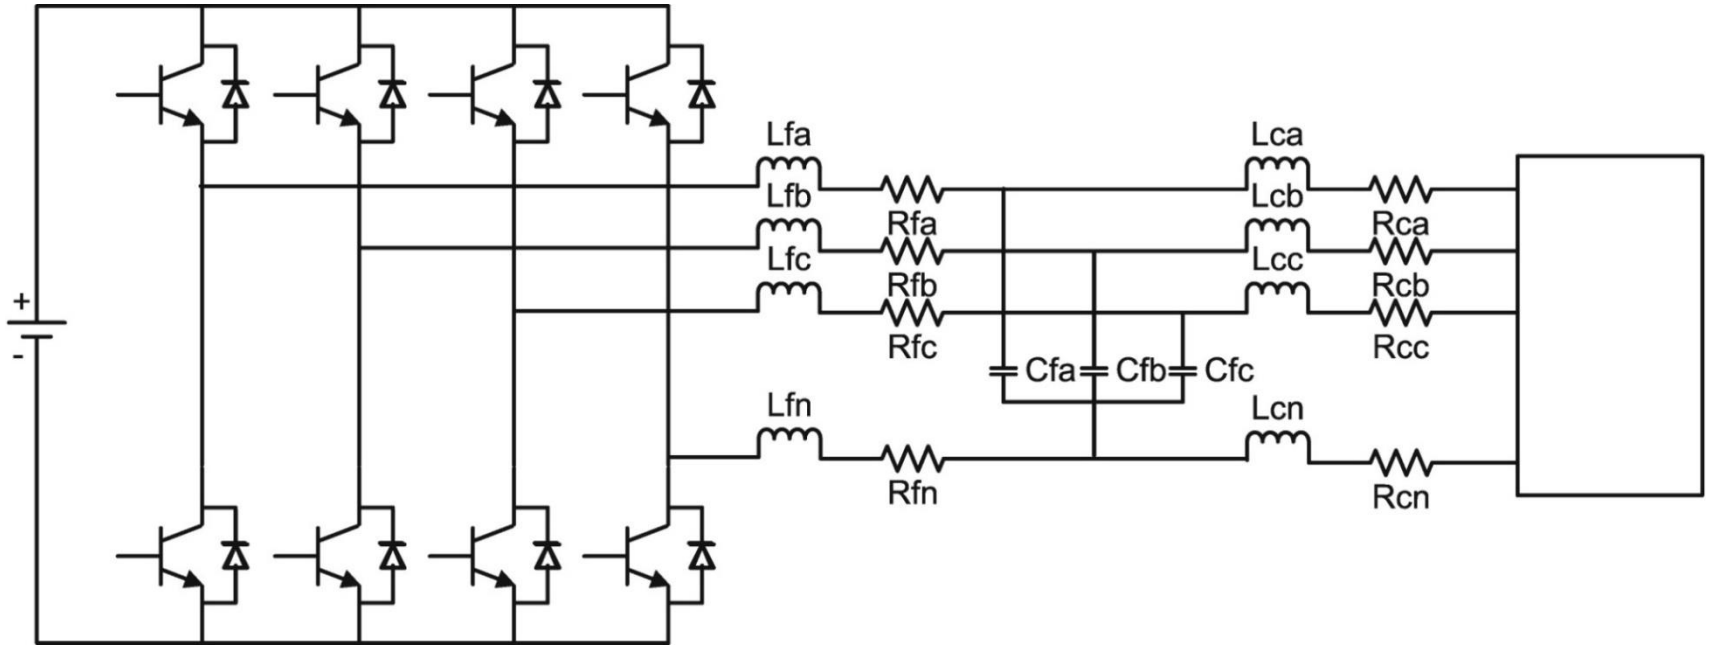 Lfa
Lca
Lfb
Lcb
Rfa
Rca
Lfc
Lcc
Rfb
Rcb
+
Rfc
Rcc
-
Cfa
Cfb
Cfc
Lfn
Lcn
Rfn
Rcn